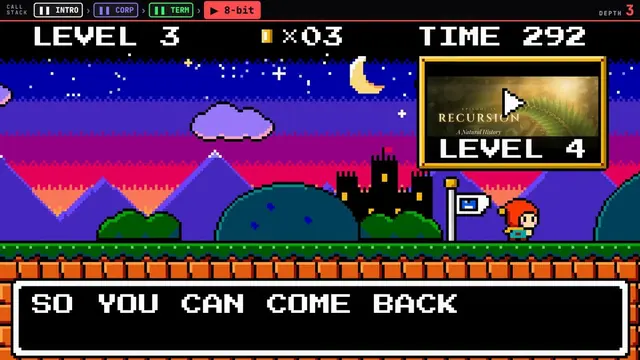 CALL STACK
INTRO > CORP > TERM > 8-bit
DEPTH 3
LEVEL 3 ×03 TIME 292
RECURSION
A Natural History
LEVEL 4
SO YOU CAN COME BACK